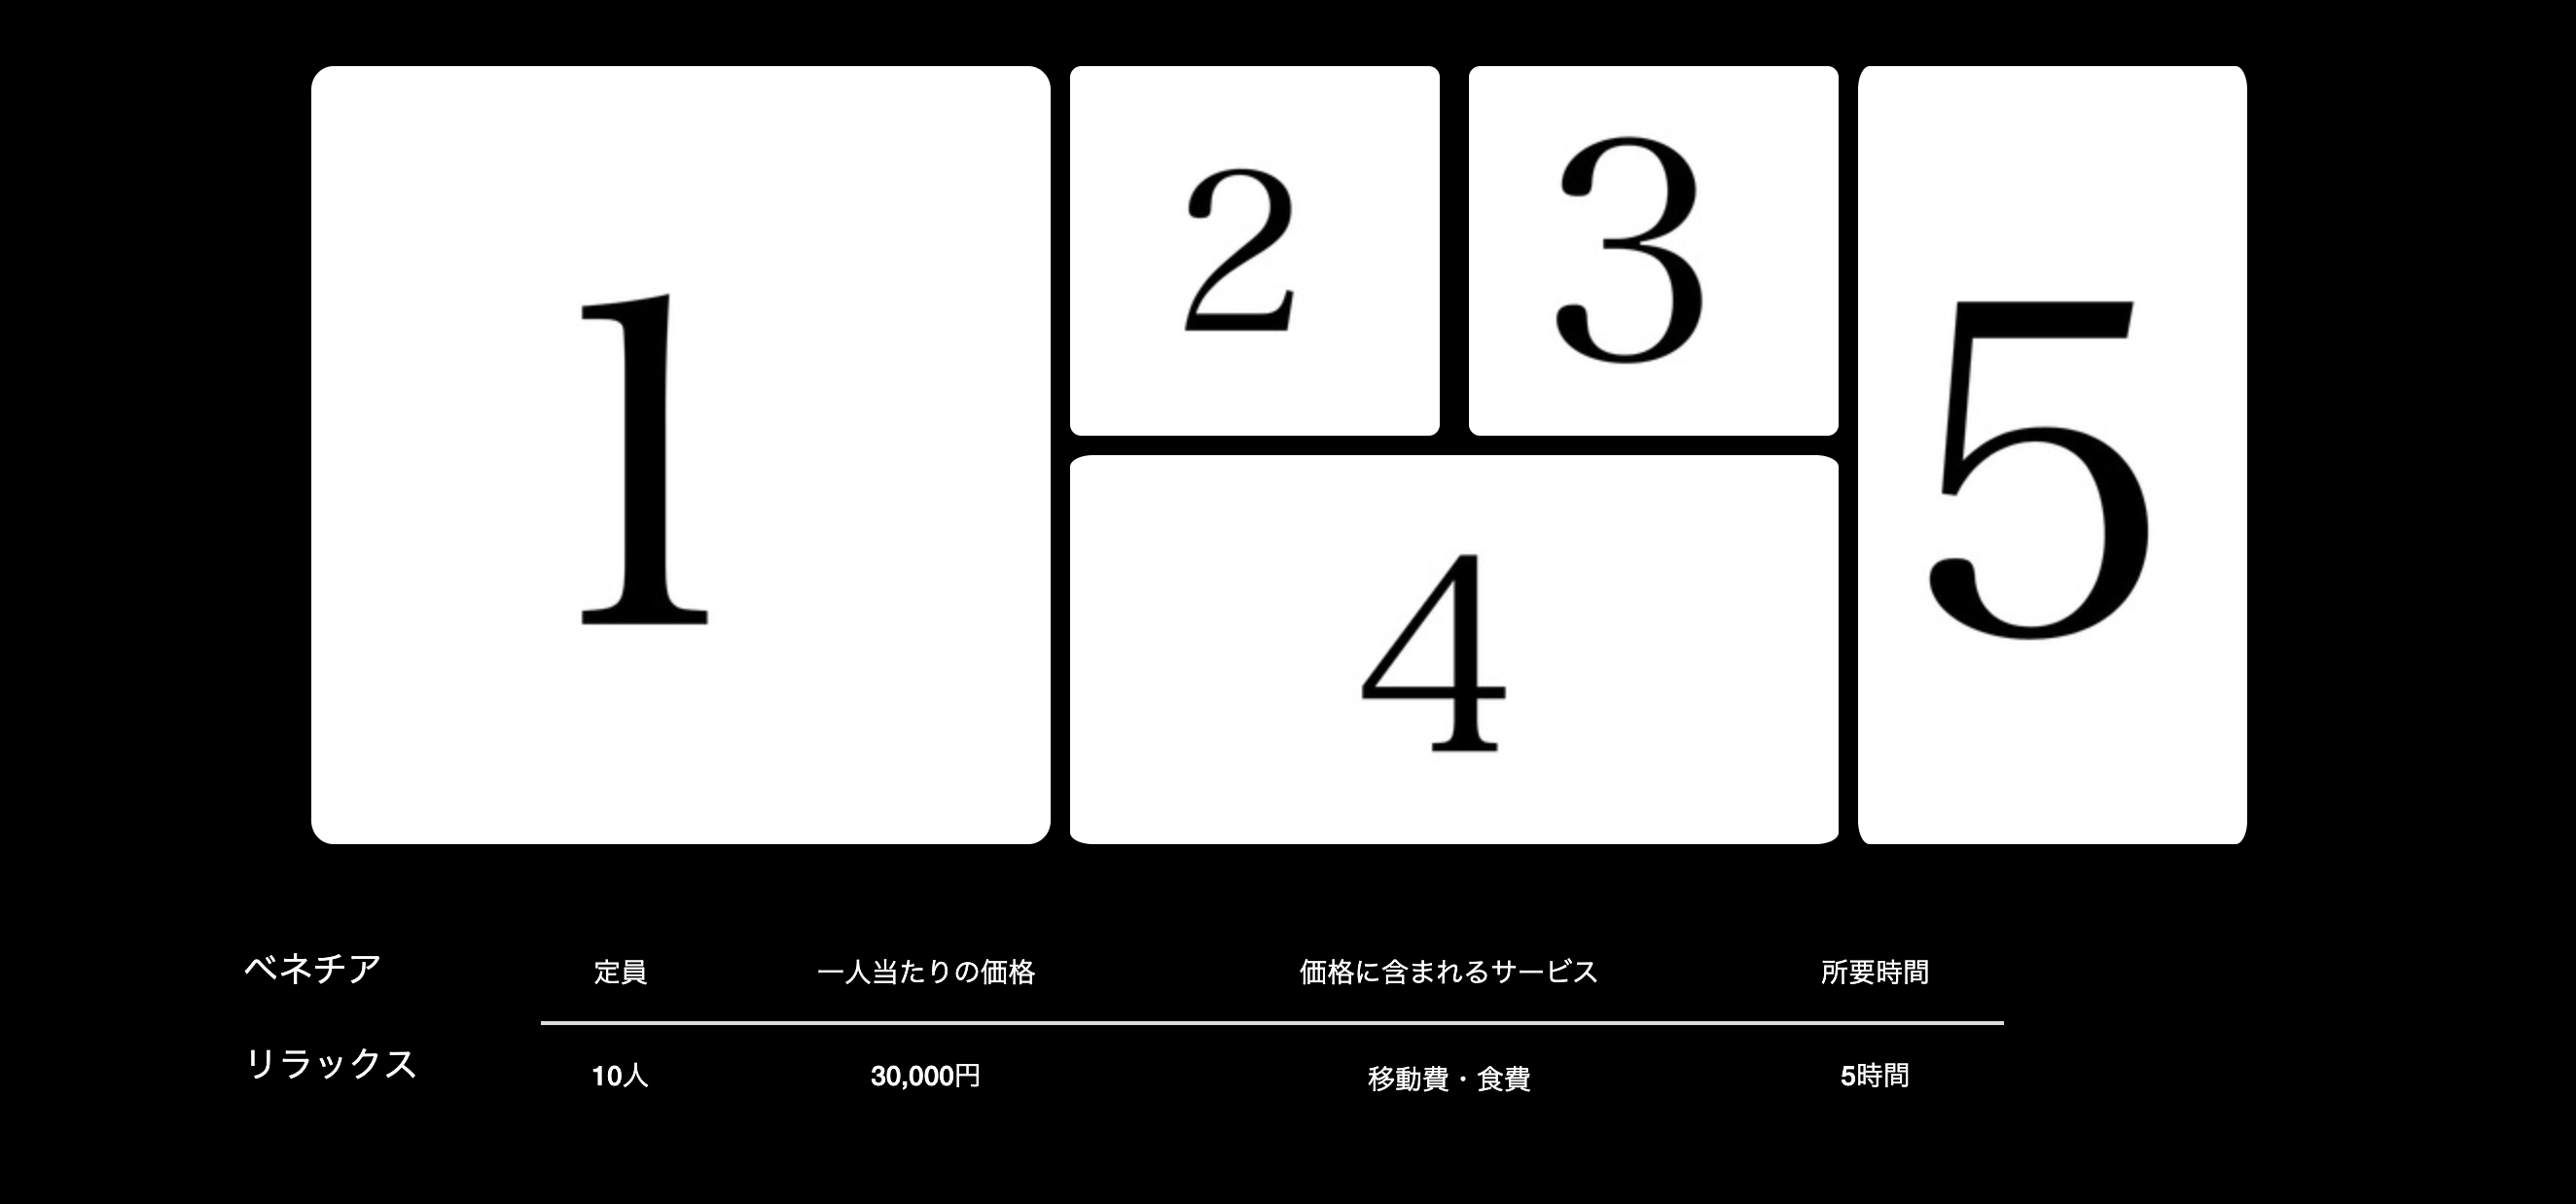 1
2
3
4
5
ベネチア
リラックス
定員 一人当たりの価格 価格に含まれるサービス 所要時間
10人 30,000円 移動費・食費 5時間